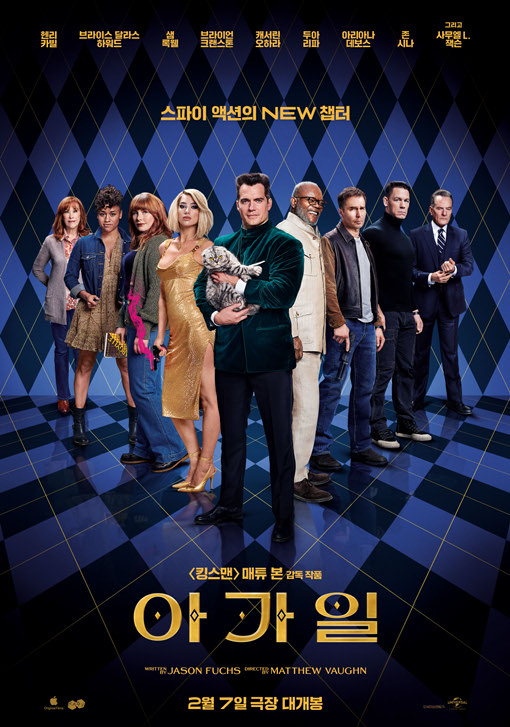 그리고
헨리 브라이스 달라스 샘 브라이언 캐서린 두아 아리아나 존 사무엘 L.
카빌 하워드 록웰 크랜스톤 오하라 리파 데보스 시나 잭슨
스파이 액션의 NEW 챕터
<킹스맨> 매튜 본 감독 작품
아가일
WRITTEN BY JASON FUCHS DIRECTED BY MATTHEW VAUGHN
2월 7일 극장 대개봉
UNIVERSAL